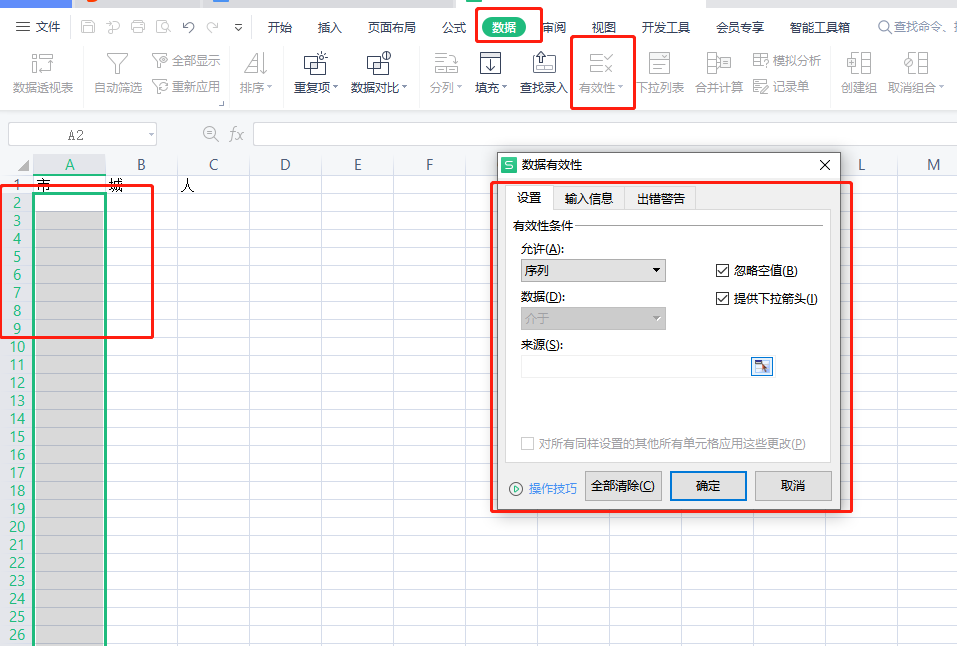 文件 开始 插入 页面布局 公式 数据 审阅 视图 开发工具 会员专享 智能工具箱 查找命令、
全部显示 模拟分析
数据透视表 自动筛选 重新应用 排序 重复项 数据对比 分列 填充 查找录入 有效性 下拉列表 合并计算 记录单 创建组 取消组合
A2 fx
A B C D E F L M
1 市 城 人
2
3
4
5
6
7
8
9
10
11
12
13
14
15
16
17
18
19
20
21
22
23
24
25
26
S 数据有效性
设置 输入信息 出错警告
有效性条件
允许(A):
序列 忽略空值(B)
数据(D):
介于 提供下拉箭头(I)
来源(S):
对所有同样设置的其他所有单元格应用这些更改(P)
操作技巧 全部清除(C) 确定 取消